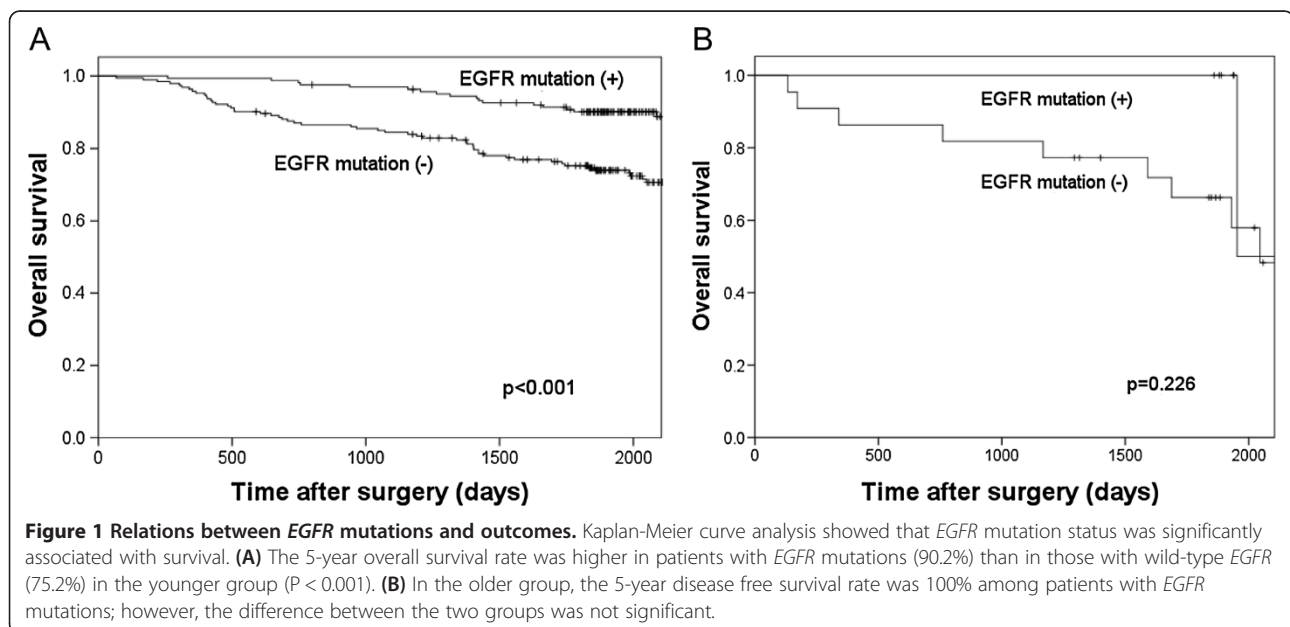 A
B
EGFR mutation (+)
EGFR mutation (-)
p<0.001
Overall survival
1.0
0.8
0.6
0.4
0.2
0.0
0 500 1000 1500 2000
Time after surgery (days)
EGFR mutation (+)
EGFR mutation (-)
p=0.226
Overall survival
1.0
0.8
0.6
0.4
0.2
0.0
0 500 1000 1500 2000
Time after surgery (days)
Figure 1 Relations between EGFR mutations and outcomes. Kaplan-Meier curve analysis showed that EGFR mutation status was significantly
associated with survival. (A) The 5-year overall survival rate was higher in patients with EGFR mutations (90.2%) than in those with wild-type EGFR
(75.2%) in the younger group (P < 0.001). (B) In the older group, the 5-year disease free survival rate was 100% among patients with EGFR
mutations; however, the difference between the two groups was not significant.